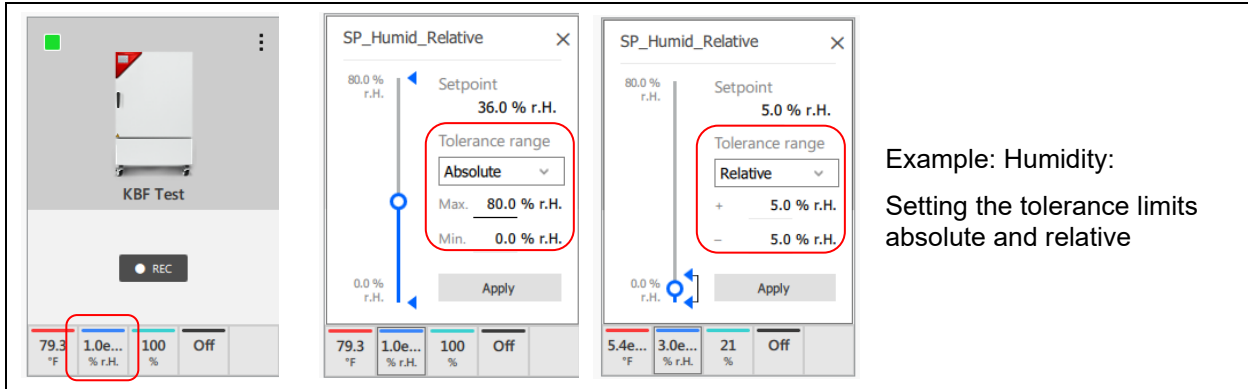 KBF Test
REC
79.3 1.0e... 100 Off
°F % r.H. %
SP_Humid_Relative
80.0 %
r.H.
Setpoint
36.0 % r.H.
Tolerance range
Absolute
Max. 80.0 % r.H.
Min. 0.0 % r.H.
0.0 %
r.H.
Apply
79.3 1.0e... 100 Off
°F % r.H. %
SP_Humid_Relative
80.0 %
r.H.
Setpoint
5.0 % r.H.
Tolerance range
Relative
+ 5.0 % r.H.
– 5.0 % r.H.
0.0 %
r.H.
Apply
5.4e... 3.0e... 21 Off
°F % r.H. %
Example: Humidity:
Setting the tolerance limits
absolute and relative